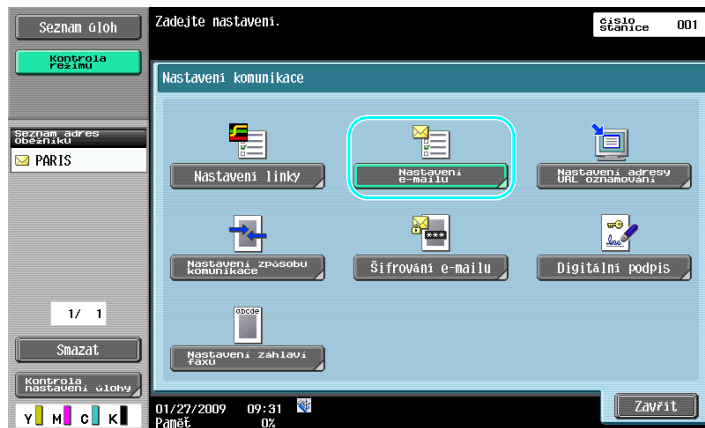 Seznam úloh
Zadejte nastavení.
číslo
stanice
001
Kontrola
režimu
Nastavení komunikace
Seznam adres
oběžníku
PARIS
Nastavení linky
Nastavení
e-mailu
Nastavení adresy
URL oznamování
Nastavení způsobu
komunikace
Šifrování e-mailu
Digitální podpis
abcde
Nastavení záhlaví
faxu
1/ 1
Smazat
Kontrola
nastavení úlohy
Y M C K
01/27/2009 09:31
Paměť 0%
Zavřít